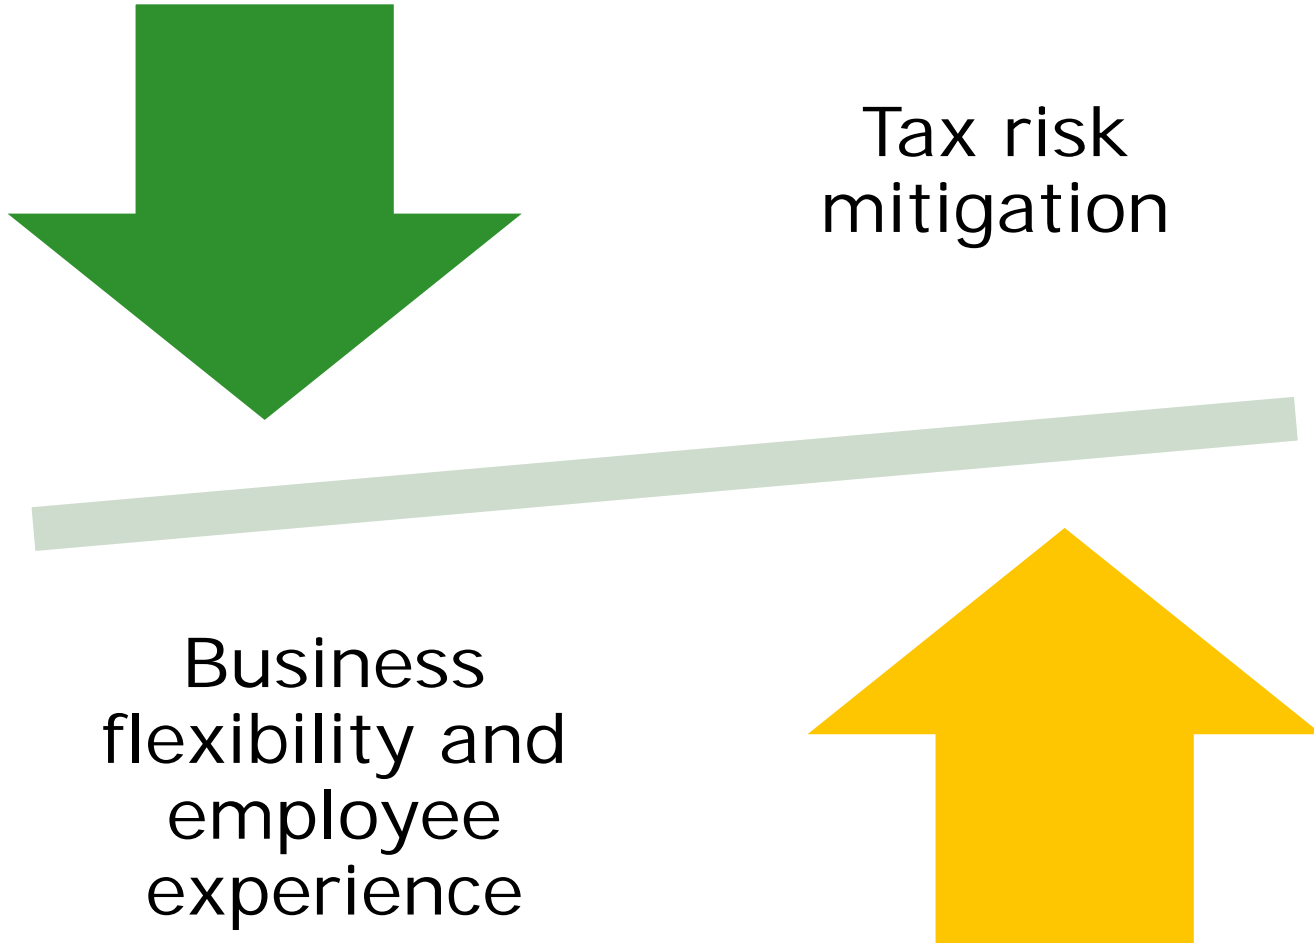 Tax risk
mitigation
Business
flexibility and
employee
experience